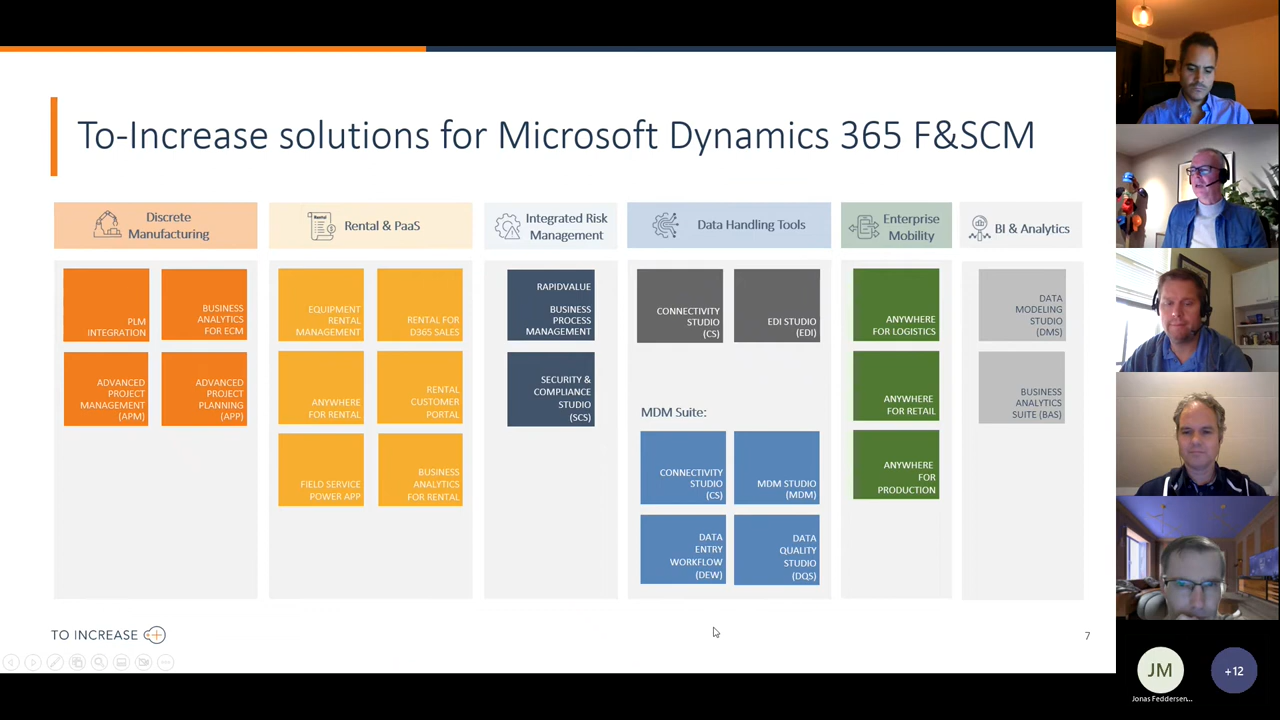 To-Increase solutions for Microsoft Dynamics 365 F&SCM
Discrete
Manufacturing
PLM
INTEGRATION
BUSINESS
ANALYTICS
FOR ECM
ADVANCED
PROJECT
MANAGEMENT
(APM)
ADVANCED
PROJECT
PLANNING
(APP)
Rental
Rental & PaaS
EQUIPMENT
RENTAL
MANAGEMENT
RENTAL FOR
D365 SALES
ANYWHERE
FOR RENTAL
RENTAL
CUSTOMER
PORTAL
FIELD SERVICE
POWER APP
BUSINESS
ANALYTICS
FOR RENTAL
Integrated Risk
Management
RAPIDVALUE
BUSINESS
PROCESS
MANAGEMENT
SECURITY &
COMPLIANCE
STUDIO
(SCS)
Data Handling Tools
CONNECTIVITY
STUDIO
(CS)
EDI STUDIO
(EDI)
MDM Suite:
CONNECTIVITY
STUDIO
(CS)
MDM STUDIO
(MDM)
DATA
ENTRY
WORKFLOW
(DEW)
DATA
QUALITY
STUDIO
(DQS)
Enterprise
Mobility
ANYWHERE
FOR LOGISTICS
ANYWHERE
FOR RETAIL
ANYWHERE
FOR
PRODUCTION
BI & Analytics
DATA
MODELING
STUDIO
(DMS)
BUSINESS
ANALYTICS
SUITE (BAS)
TO INCREASE
7
JM
Jonas Feddersen...
+12